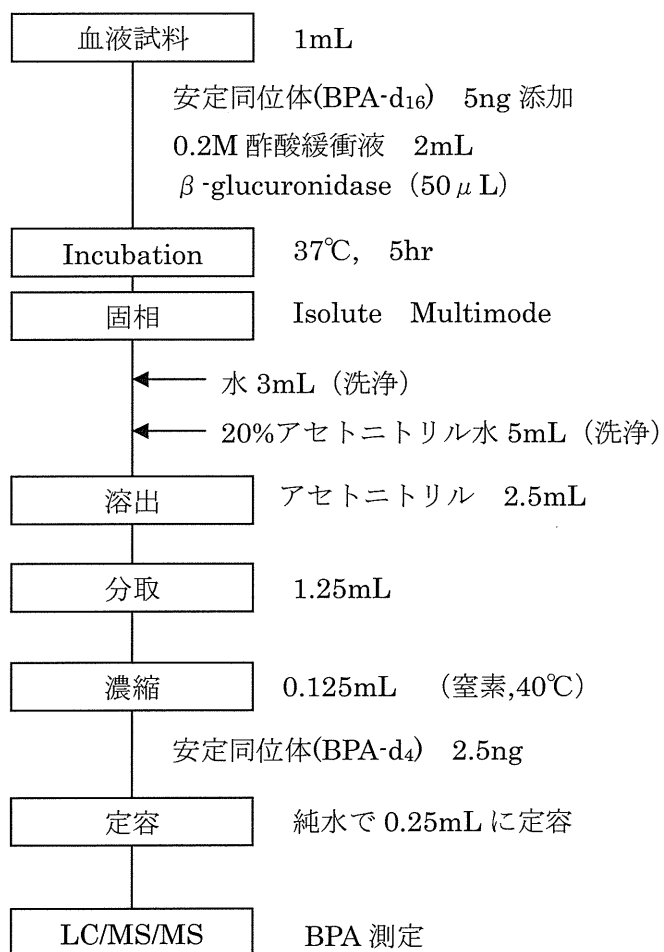 血液試料 1mL
安定同位体(BPA-d16) 5ng 添加
0.2M 酢酸緩衝液 2mL
β-glucuronidase (50μL)
Incubation 37℃, 5hr
固相 Isolute Multimode
水 3mL (洗浄)
20%アセトニトリル水 5mL (洗浄)
溶出 アセトニトリル 2.5mL
分取 1.25mL
濃縮 0.125mL (窒素,40℃)
安定同位体(BPA-d4) 2.5ng
定容 純水で 0.25mL に定容
LC/MS/MS BPA 測定